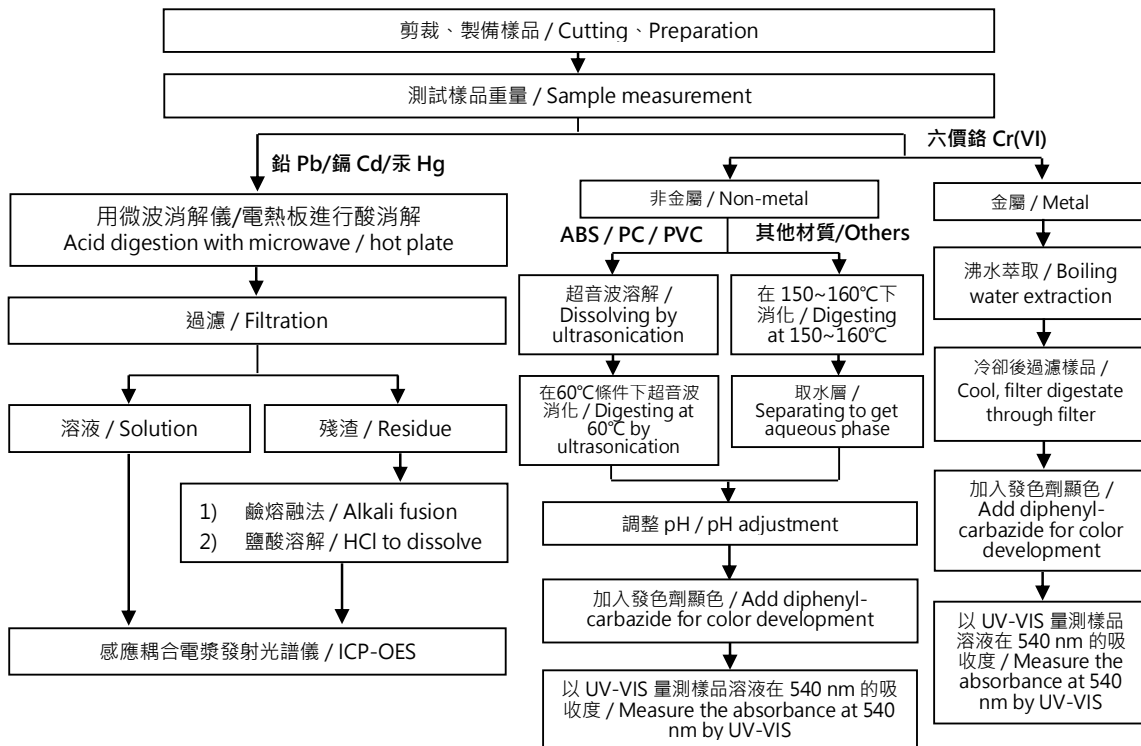 剪裁、製備樣品 / Cutting、Preparation
測試樣品重量 / Sample measurement
鉛 Pb/鎘 Cd/汞 Hg
六價鉻 Cr(VI)
用微波消解儀/電熱板進行酸消解
Acid digestion with microwave / hot plate
過濾 / Filtration
溶液 / Solution
殘渣 / Residue
1) 鹼熔融法 / Alkali fusion
2) 鹽酸溶解 / HCl to dissolve
感應耦合電漿發射光譜儀 / ICP-OES
非金屬 / Non-metal
ABS / PC / PVC
其他材質/Others
超音波溶解 /
Dissolving by
ultrasonication
在 150~160℃下
消化 / Digesting
at 150~160℃
在60℃條件下超音波
消化 / Digesting at
60℃ by
ultrasonication
取水層 /
Separating to get
aqueous phase
調整 pH / pH adjustment
加入發色劑顯色 / Add diphenyl-
carbazide for color development
以 UV-VIS 量測樣品溶液在 540 nm 的吸
收度 / Measure the absorbance at 540
nm by UV-VIS
金屬 / Metal
沸水萃取 / Boiling
water extraction
冷卻後過濾樣品 /
Cool, filter digestate
through filter
加入發色劑顯色 /
Add diphenyl-
carbazide for color
development
以 UV-VIS 量測樣品
溶液在 540 nm 的吸
收度 / Measure the
absorbance at 540
nm by UV-VIS